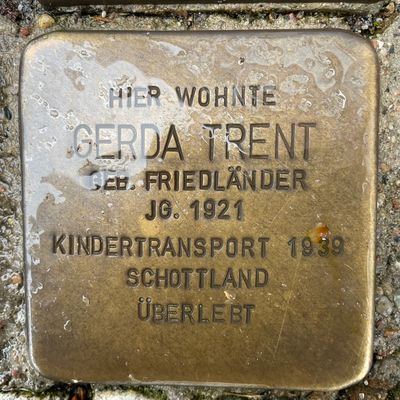 HIER WOHNTE
GERDA TRENT
GEB. FRIEDLÄNDER
JG. 1921
KINDERTRANSPORT 1939
SCHOTTLAND
ÜBERLEBT